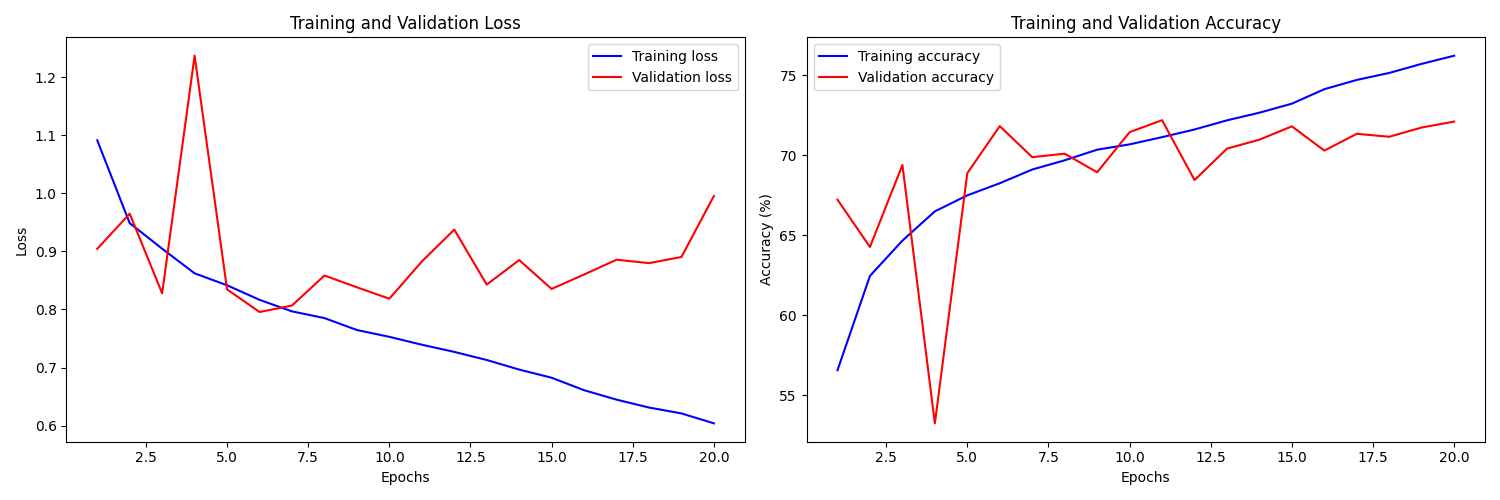 Training and Validation Loss
Training loss
Validation loss
1.2
1.1
1.0
0.9
0.8
0.7
0.6
Loss
2.5 5.0 7.5 10.0 12.5 15.0 17.5 20.0
Epochs
Training and Validation Accuracy
Training accuracy
Validation accuracy
75
70
65
60
55
Accuracy (%)
2.5 5.0 7.5 10.0 12.5 15.0 17.5 20.0
Epochs